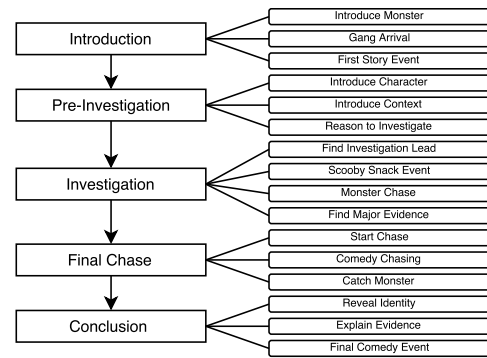 Introduction
Introduce Monster
Gang Arrival
First Story Event
Pre-Investigation
Introduce Character
Introduce Context
Reason to Investigate
Investigation
Find Investigation Lead
Scooby Snack Event
Monster Chase
Find Major Evidence
Final Chase
Start Chase
Comedy Chasing
Catch Monster
Conclusion
Reveal Identity
Explain Evidence
Final Comedy Event